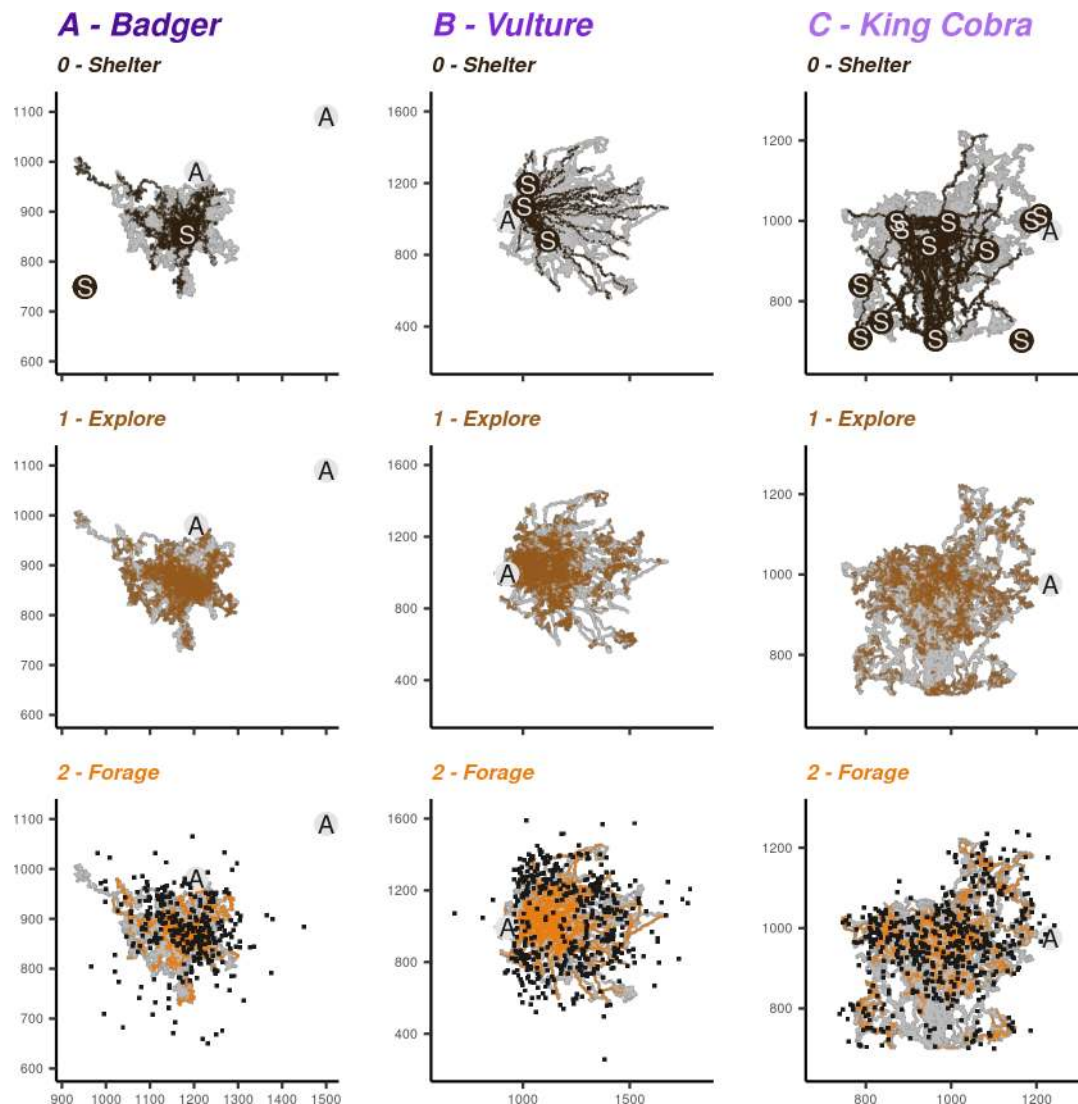 A - Badger B - Vulture C - King Cobra
0 - Shelter 0 - Shelter 0 - Shelter
1100
1000
900
800
700
600
A
A
S
S
1600
1200
800
400
S
S
A
S
1200
1000
800
S
S
S
S
S
S
S
A
S
S
S
S
S
1 - Explore 1 - Explore 1 - Explore
1100
1000
900
800
700
600
A
A
1600
1200
800
400
A
1200
1000
800
A
2 - Forage 2 - Forage 2 - Forage
1100
1000
900
800
700
600
A
A
1600
1200
800
400
A
1200
1000
800
A
900 1000 1100 1200 1300 1400 1500 1000 1500 800 1000 1200